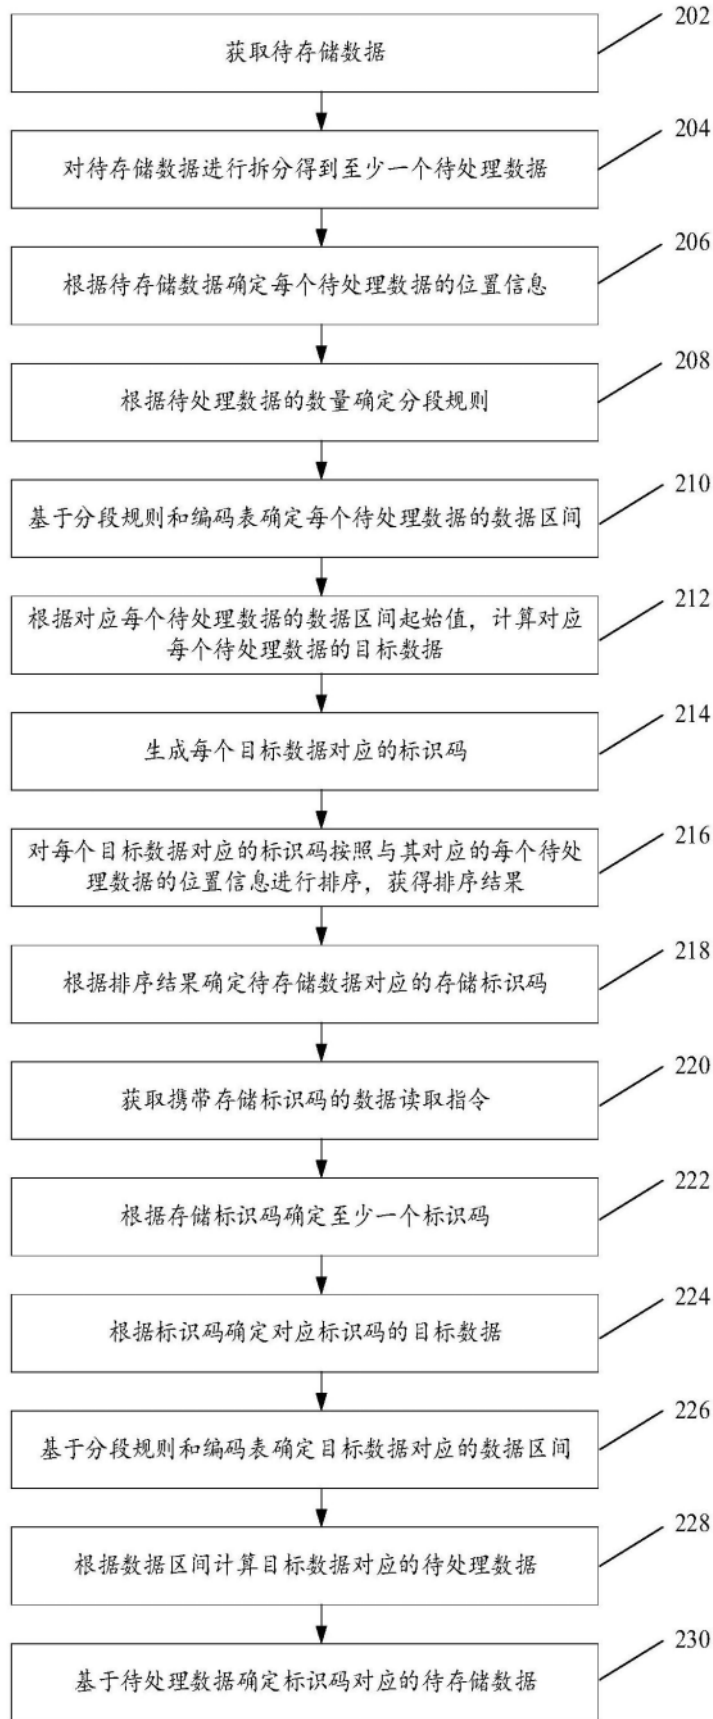 获取待存储数据
202
对待存储数据进行拆分得到至少一个待处理数据
204
根据待存储数据确定每个待处理数据的位置信息
206
根据待处理数据的数量确定分段规则
208
基于分段规则和编码表确定每个待处理数据的数据区间
210
根据对应每个待处理数据的数据区间起始值，计算对应
每个待处理数据的目标数据
212
生成每个目标数据对应的标识码
214
对每个目标数据对应的标识码按照与其对应的每个待处
理数据的位置信息进行排序，获得排序结果
216
根据排序结果确定待存储数据对应的存储标识码
218
获取携带存储标识码的数据读取指令
220
根据存储标识码确定至少一个标识码
222
根据标识码确定对应标识码的目标数据
224
基于分段规则和编码表确定目标数据对应的数据区间
226
根据数据区间计算目标数据对应的待处理数据
228
基于待处理数据确定标识码对应的待存储数据
230